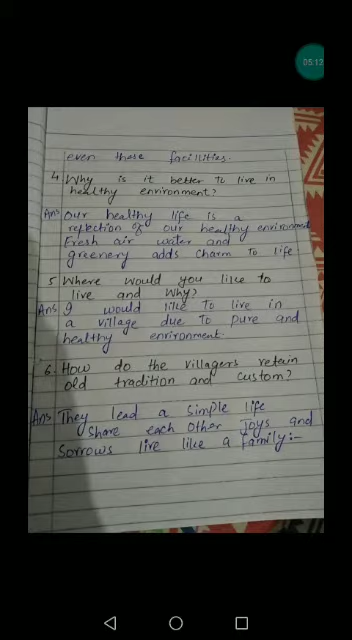 05:12
even these facilities.
4 Why is it better to live in
healthy environment?
Ans Our healthy life is a
reflection of our healthy environment
Fresh air water and
greenery adds charm to life
5 Where would you like to
live and why?
Ans I would like to live in
a village due to pure and
healthy environment.
6. How do the villagers retain
old tradition and custom?
Ans They lead a simple life
share each other joys and
sorrows live like a family:-